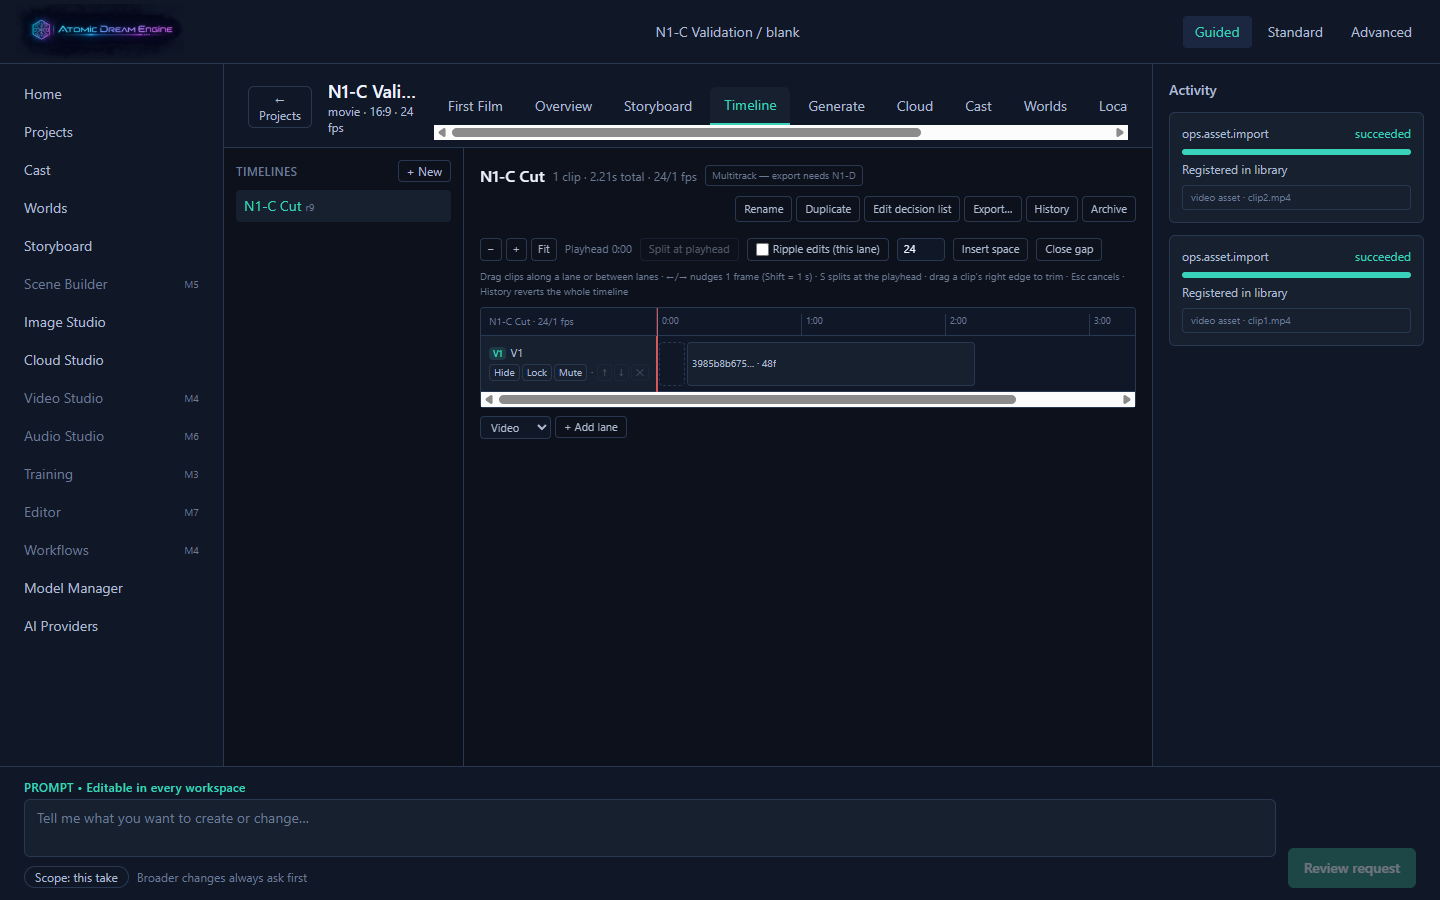 ATOMIC DREAM ENGINE
N1-C Validation / blank
Guided
Standard
Advanced
Home
Projects
Cast
Worlds
Storyboard
Scene Builder M5
Image Studio
Cloud Studio
Video Studio M4
Audio Studio M6
Training M3
Editor M7
Workflows M4
Model Manager
AI Providers
← Projects
N1-C Vali...
movie · 16:9 · 24 fps
First Film
Overview
Storyboard
Timeline
Generate
Cloud
Cast
Worlds
Loca
TIMELINES
+ New
N1-C Cut r9
N1-C Cut 1 clip · 2.21s total · 24/1 fps
Multitrack — export needs N1-D
Rename
Duplicate
Edit decision list
Export...
History
Archive
−
+
Fit
Playhead 0:00
Split at playhead
Ripple edits (this lane)
24
Insert space
Close gap
Drag clips along a lane or between lanes · ←/→ nudges 1 frame (Shift = 1 s) · S splits at the playhead · drag a clip's right edge to trim · Esc cancels ·
History reverts the whole timeline
N1-C Cut · 24/1 fps
0:00
1:00
2:00
3:00
V1 V1
Hide
Lock
Mute
· ↑ ↓ ✕
3985b8b675... · 48f
Video
+ Add lane
Activity
ops.asset.import succeeded
Registered in library
video asset · clip2.mp4
ops.asset.import succeeded
Registered in library
video asset · clip1.mp4
PROMPT • Editable in every workspace
Tell me what you want to create or change...
Scope: this take
Broader changes always ask first
Review request